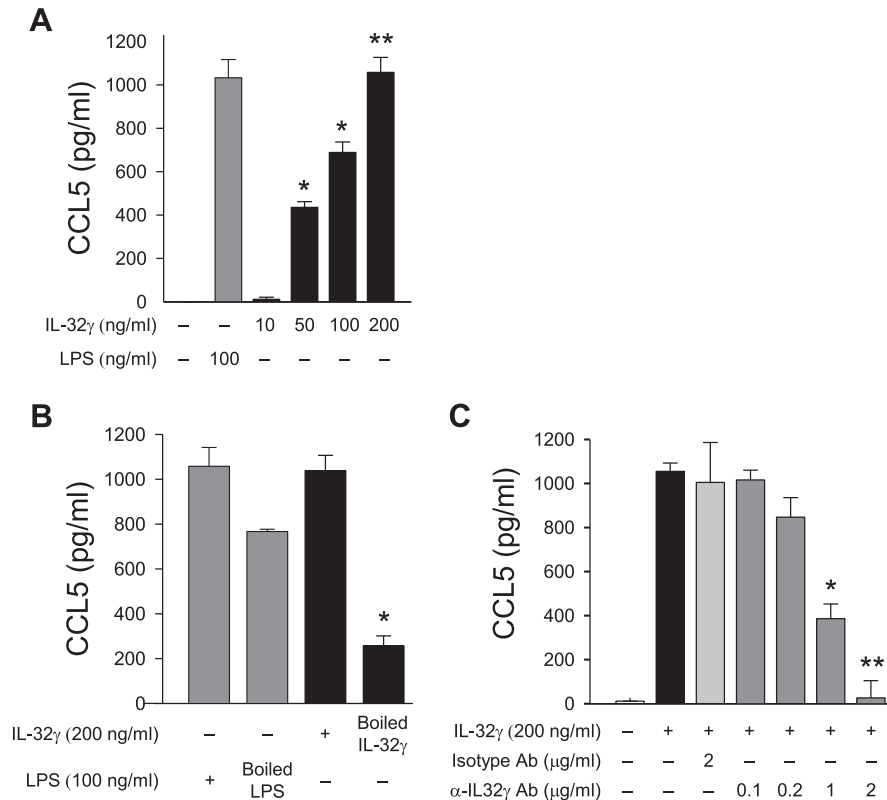 A
CCL5 (pg/ml)
1200
1000
800
600
400
200
0
*
*
**
IL-32γ (ng/ml) – – 10 50 100 200
LPS (ng/ml) – 100 – – – –
B
CCL5 (pg/ml)
1200
1000
800
600
400
200
0
*
IL-32γ (200 ng/ml) – – + Boiled
IL-32γ
LPS (100 ng/ml) + Boiled – –
LPS
C
CCL5 (pg/ml)
1200
1000
800
600
400
200
0
*
**
IL-32γ (200 ng/ml) – + + + + + +
Isotype Ab (μg/ml) – – 2 – – – –
α-IL32γ Ab (μg/ml) – – – 0.1 0.2 1 2